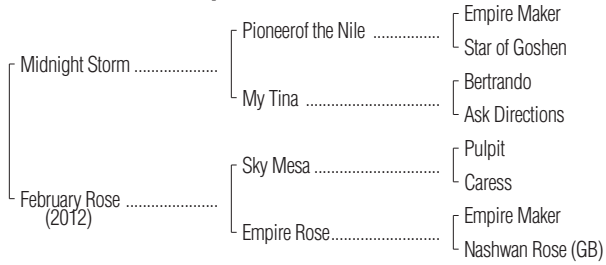 Empire Maker
Pioneerof the Nile ................
Star of Goshen
Midnight Storm .....................
Bertrando
My Tina ................................
Ask Directions
Pulpit
Sky Mesa ..............................
Caress
February Rose .......................
(2012)
Empire Maker
Empire Rose..........................
Nashwan Rose (GB)